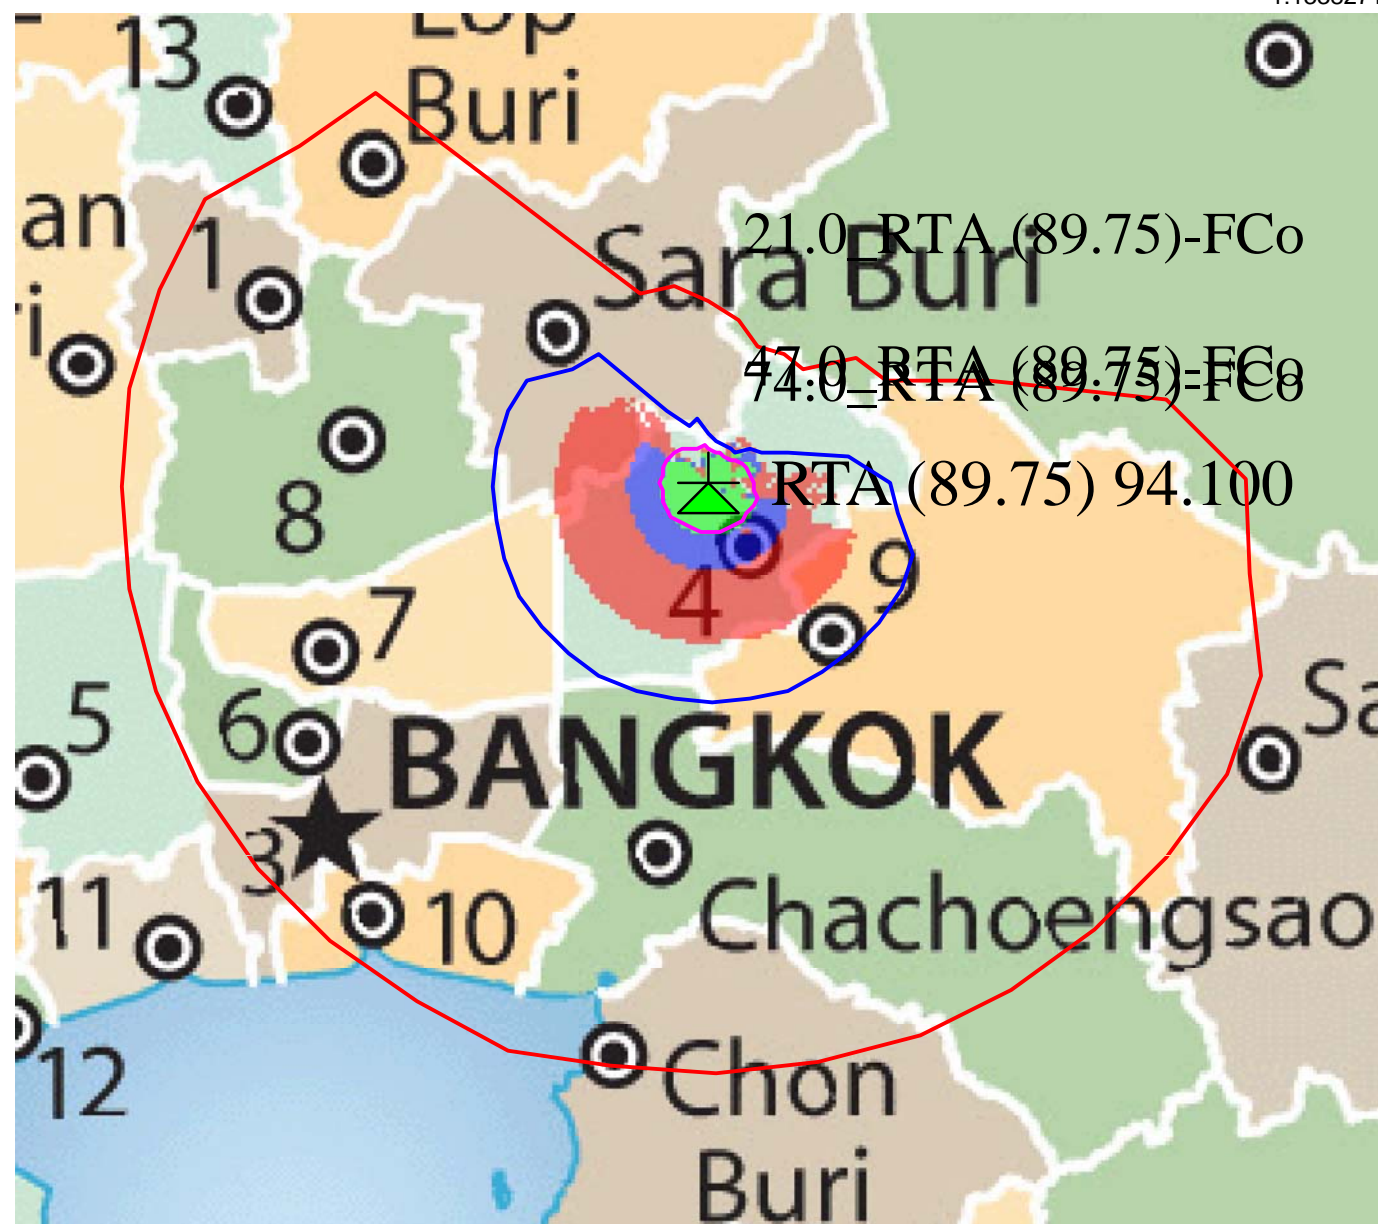 13
Lop
Buri
an
1
ri
Sara Buri
21.0_RTA (89.75)-FCo
47.0_RTA (89.75)-FCo
74.0_RTA (89.75)-FCo
RTA (89.75) 94.100
8
9
4
7
5
6
Sa
BANGKOK
3
11
10
Chachoengsao
12
Chon
Buri